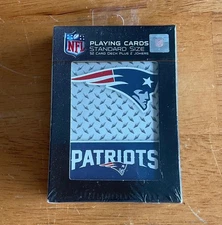 NFL
PLAYING CARDS
STANDARD SIZE
52 CARD DECK PLUS 2 JOKERS
PATRIOTS